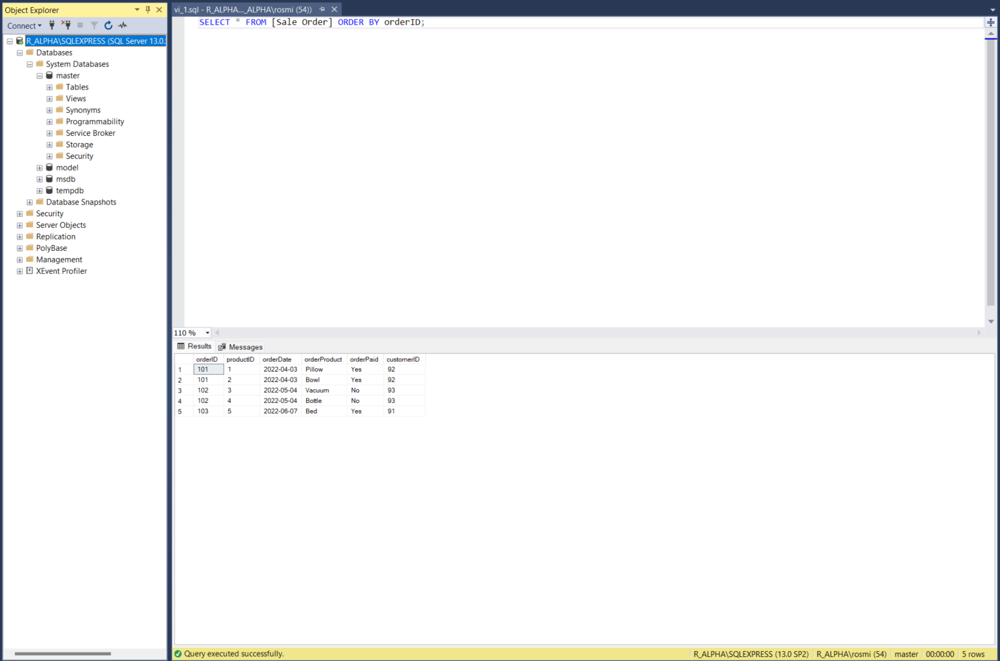 Object Explorer
Connect
R_ALPHA\SQLEXPRESS (SQL Server 13.0.
Databases
System Databases
master
Tables
Views
Synonyms
Programmability
Service Broker
Storage
Security
model
msdb
tempdb
Database Snapshots
Security
Server Objects
Replication
PolyBase
Management
XEvent Profiler
vi_1.sql - R_ALPHA..._ALPHA\rosmi (54))
SELECT * FROM [Sale Order] ORDER BY orderID;
110 %
Results Messages
orderID productID orderDate orderProduct orderPaid customerID
1 101 1 2022-04-03 Pillow Yes 92
2 101 2 2022-04-03 Bowl Yes 92
3 102 3 2022-05-04 Vacuum No 93
4 102 4 2022-05-04 Bottle No 93
5 103 5 2022-06-07 Bed Yes 91
Query executed successfully. R_ALPHA\SQLEXPRESS (13.0 SP2) R_ALPHA\rosmi (54) master 00:00:00 5 rows